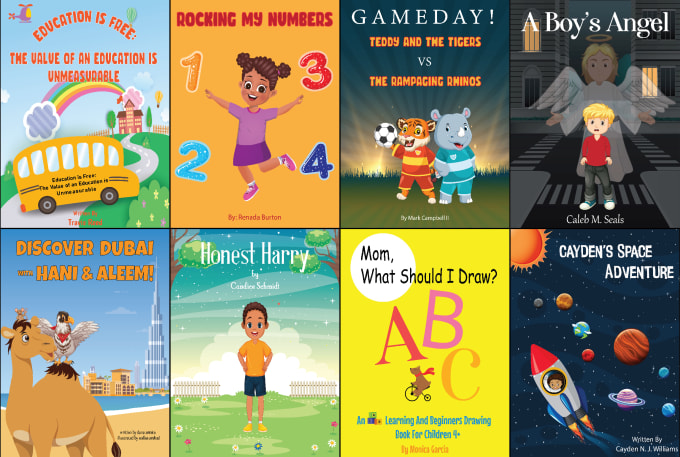 EDUCATION IS FREE:
THE VALUE OF AN EDUCATION IS
UNMEASURABLE
Education is Free:
The Value of an Education is
Unmeasurable
ROCKING MY NUMBERS
1
3
2
4
By: Renada Burton
GAMEDAY!
TEDDY AND THE TIGERS
VS
THE RAMPAGING RHINOS
By Mark Campbell II
A Boy's Angel
Caleb M. Seals
DISCOVER DUBAI
HANI & ALEEM!
Honest Harry
by
Candice Schmidt
Mom,
What Should I Draw?
A B C
An Learning And Beginners Drawing
Book For Children 4+
By Monica Garcia
CAYDEN'S SPACE
ADVENTURE
Written By
Cayden N. J. Williams